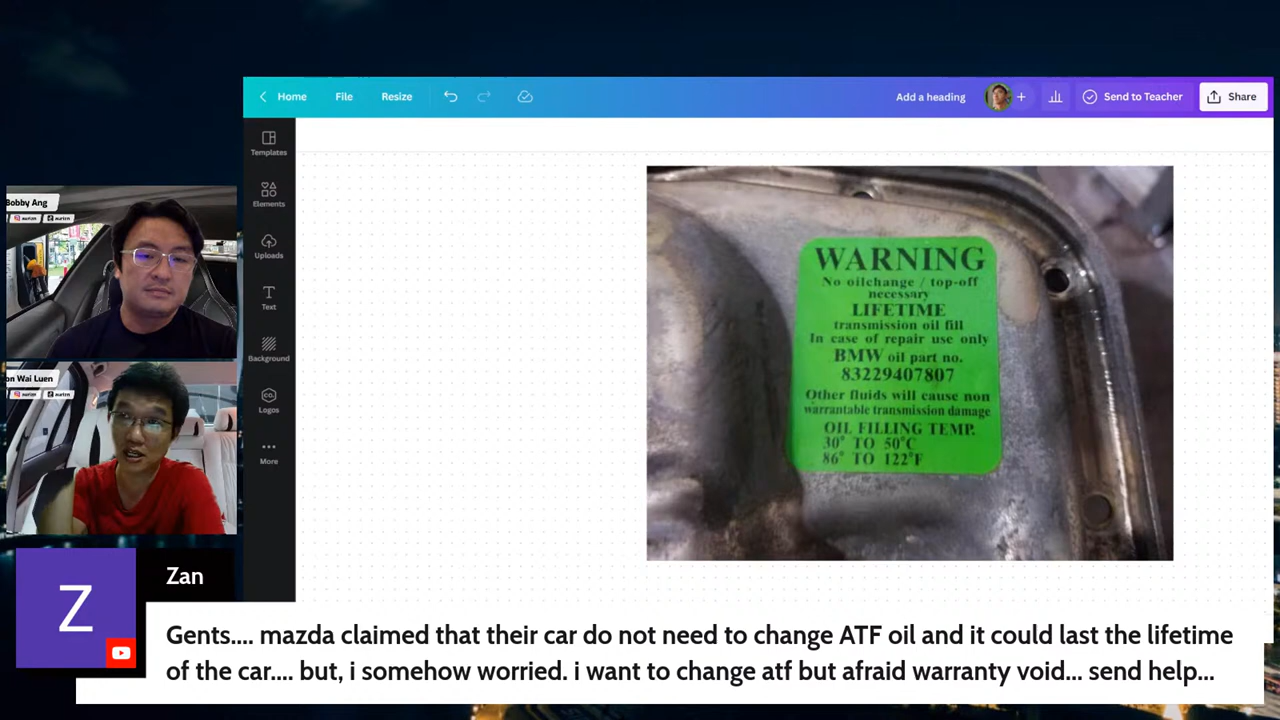 Home
File
Resize
Add a heading
+
Send to Teacher
Share
Templates
Elements
Uploads
Text
Background
CO.
Logos
More
Bobby Ang
on Wai Luen
WARNING
No oilchange / top-off
necessary
LIFETIME
transmission oil fill
In case of repair use only
BMW oil part no.
83229407807
Other fluids will cause non
warrantable transmission damage
OIL FILLING TEMP.
30° TO 50°C
86° TO 122°F
Z
Zan
Gents.... mazda claimed that their car do not need to change ATF oil and it could last the lifetime
of the car.... but, i somehow worried. i want to change atf but afraid warranty void... send help...